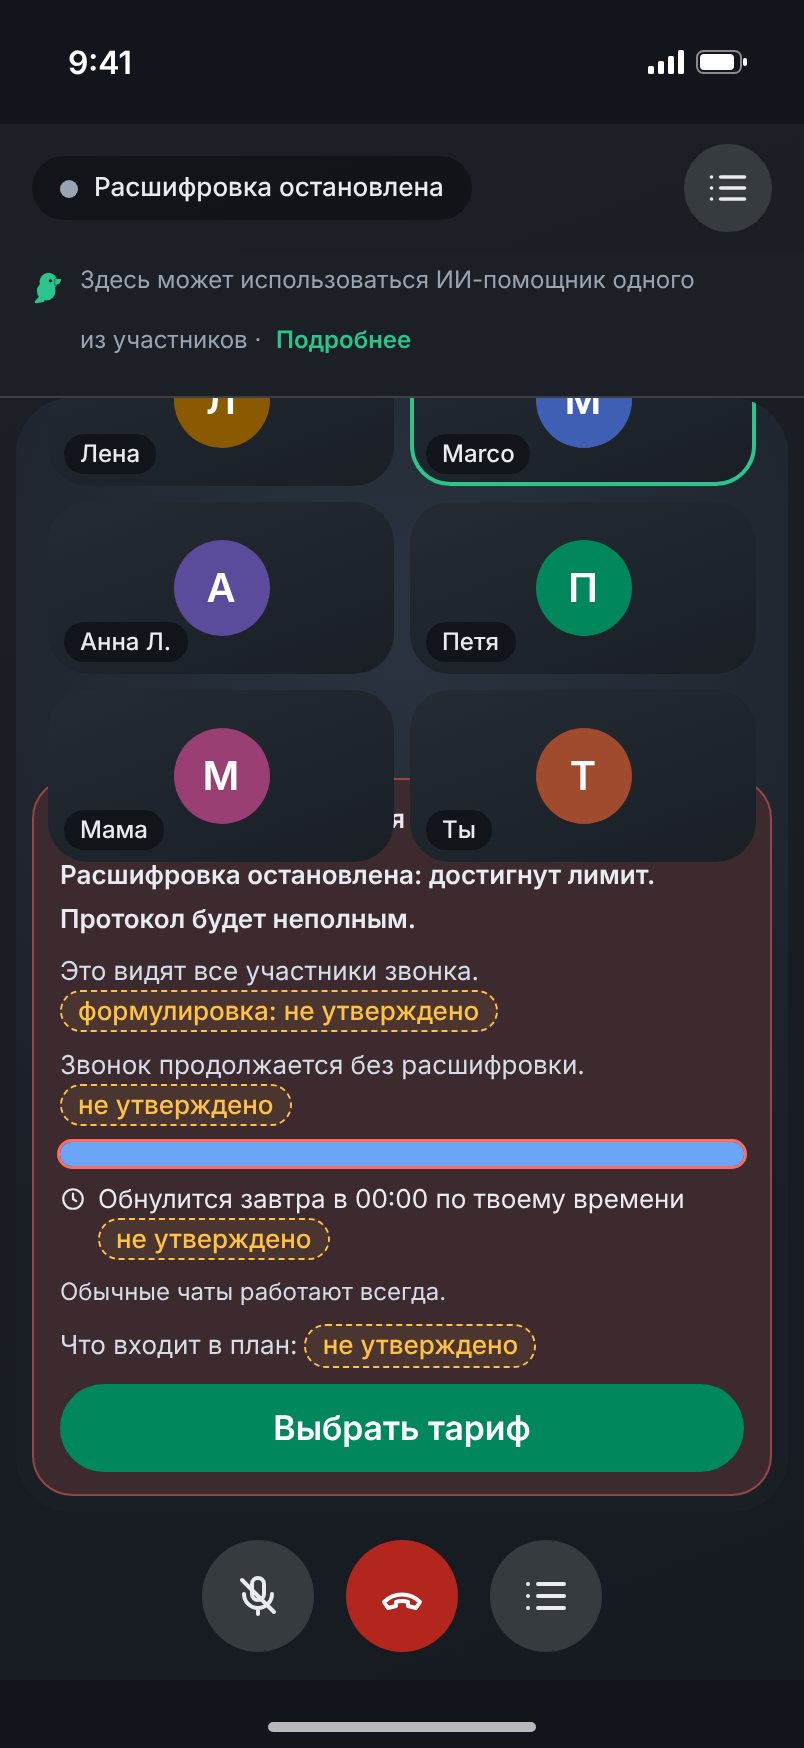 9:41
Расшифровка остановлена
Здесь может использоваться ИИ-помощник одного
из участников · Подробнее
Л
М
Лена
Marco
А
П
Анна Л.
Петя
М
Т
я
Мама
Ты
Расшифровка остановлена: достигнут лимит.
Протокол будет неполным.
Это видят все участники звонка.
формулировка: не утверждено
Звонок продолжается без расшифровки.
не утверждено
Обнулится завтра в 00:00 по твоему времени
не утверждено
Обычные чаты работают всегда.
Что входит в план: не утверждено
Выбрать тариф